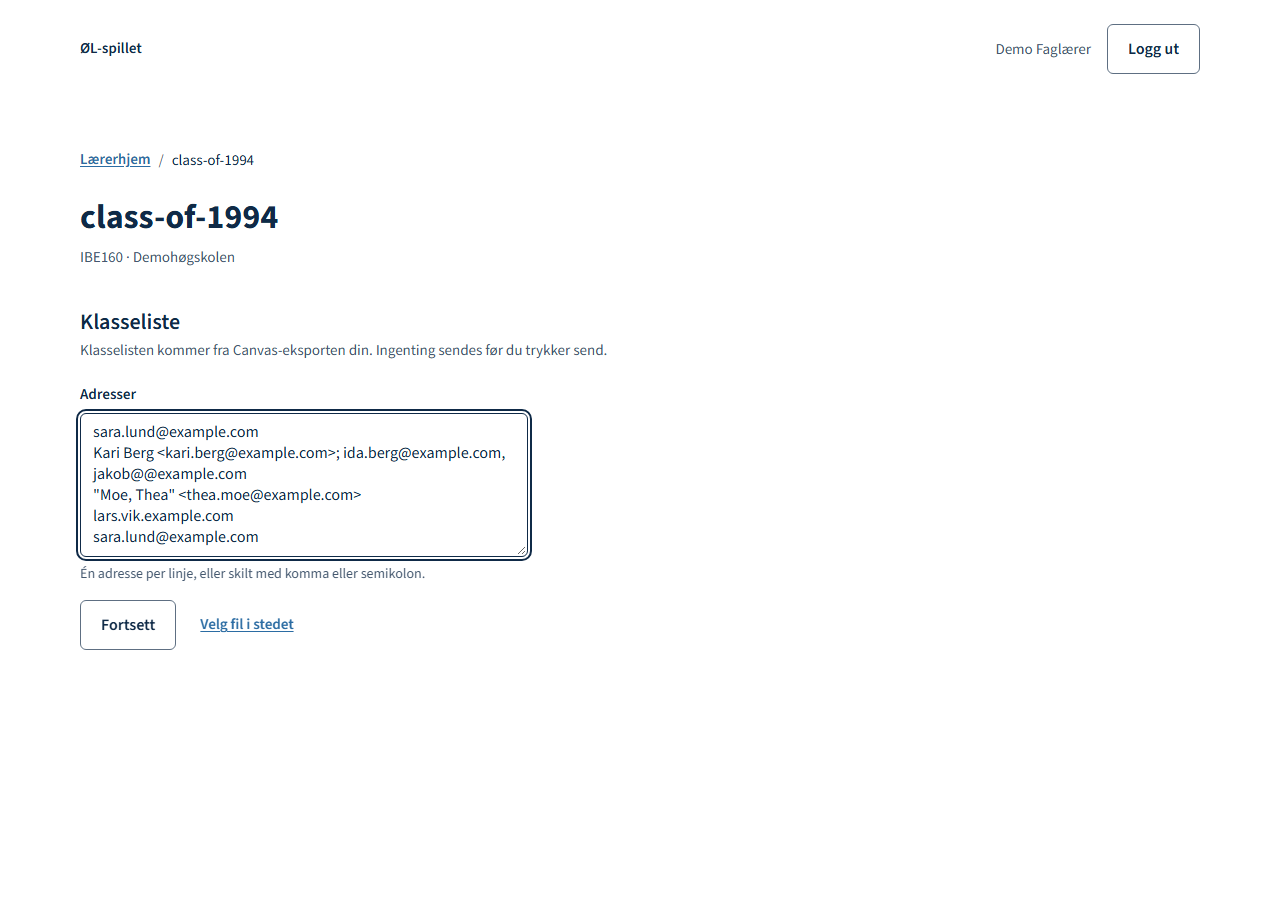 ØL-spillet
Demo Faglærer
Logg ut
Lærerhjem / class-of-1994
class-of-1994
IBE160 · Demohøgskolen
Klasseliste
Klasselisten kommer fra Canvas-eksporten din. Ingenting sendes før du trykker send.
Adresser
sara.lund@example.com
Kari Berg <kari.berg@example.com>; ida.berg@example.com,
jakob@@example.com
"Moe, Thea" <thea.moe@example.com>
lars.vik.example.com
sara.lund@example.com
Én adresse per linje, eller skilt med komma eller semikolon.
Fortsett
Velg fil i stedet